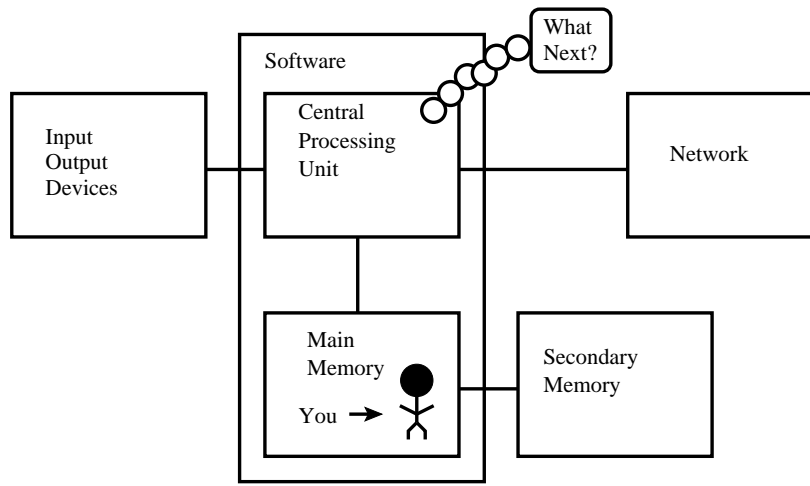 What
Next?
Software
Input
Output
Devices
Central
Processing
Unit
Network
Main
Memory
You
Secondary
Memory